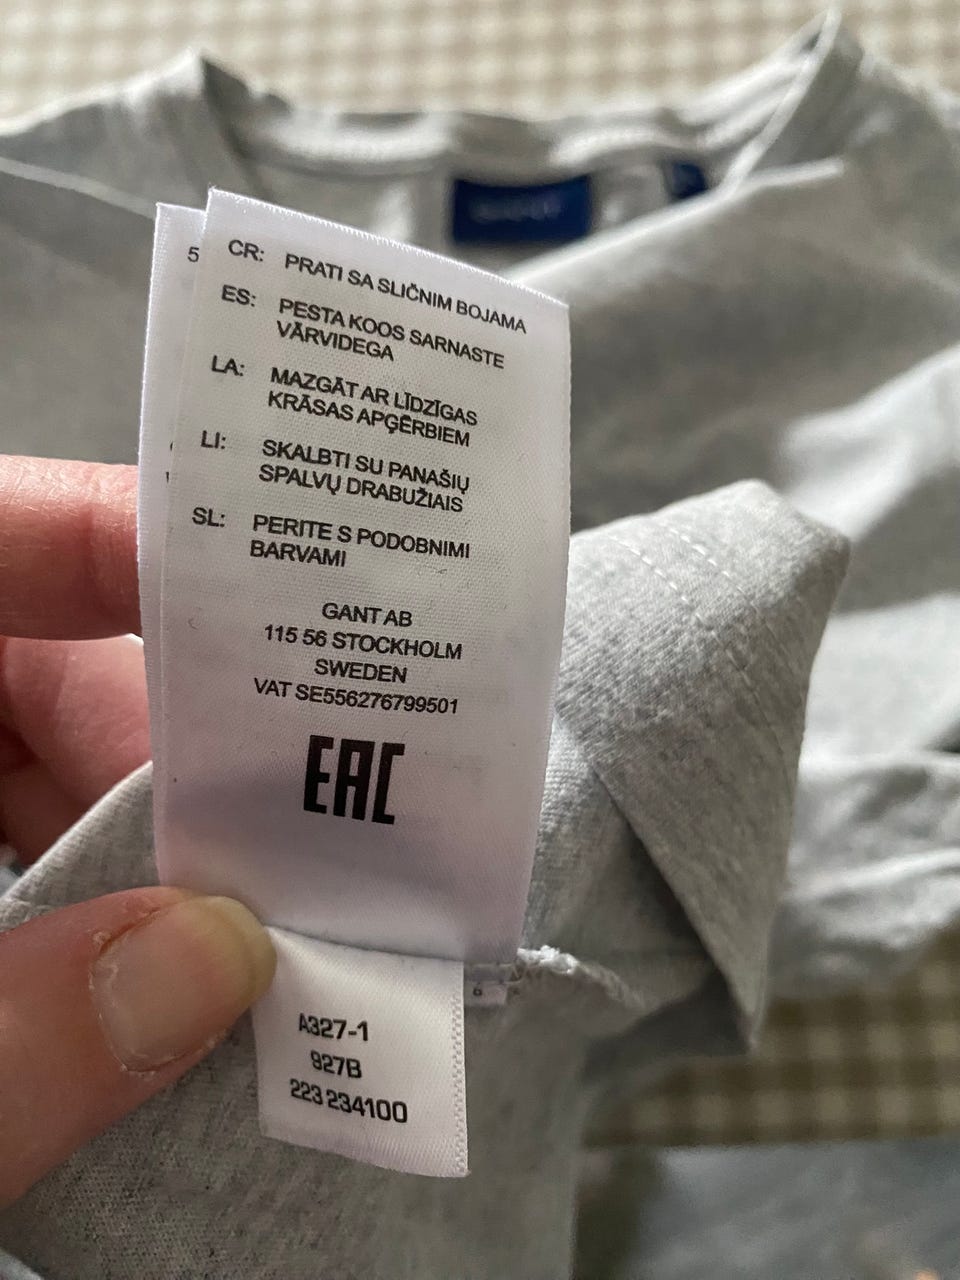 5
CR: PRATI SA SLIČNIM BOJAMA
ES: PESTA KOOS SARNASTE
VÄRVIDEGA
LA: MAZGĀT AR LĪDZĪGAS
KRĀSAS APĢĒRBIEM
LI: SKALBTI SU PANAŠIŲ
SPALVŲ DRABUŽIAIS
SL: PERITE S PODOBNIMI
BARVAMI
GANT AB
115 56 STOCKHOLM
SWEDEN
VAT SE556276799501
EAC
A327-1
927B
223 234100